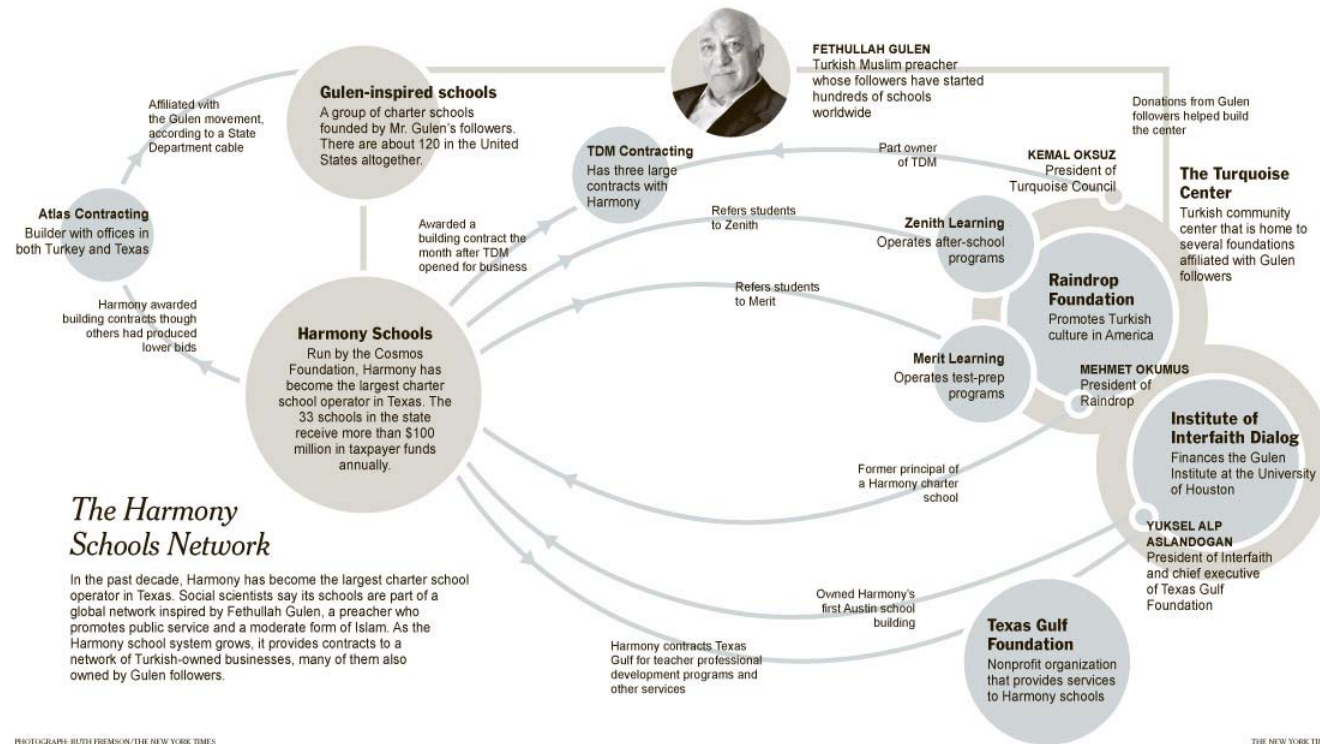 FETHULLAH GULEN
Turkish Muslim preacher
whose followers have started
hundreds of schools
worldwide
Gulen-inspired schools
A group of charter schools
founded by Mr. Gulen's followers.
There are about 120 in the United
States altogether.
Affiliated with
the Gulen movement,
according to a State
Department cable
Donations from Gulen
followers helped build
the center
TDM Contracting
Has three large
contracts with
Harmony
Part owner
of TDM
KEMAL OKSUZ
President of
Turquoise Council
The Turquoise
Center
Turkish community
center that is home to
several foundations
affiliated with Gulen
followers
Atlas Contracting
Builder with offices in
both Turkey and Texas
Awarded a
building contract the
month after TDM
opened for business
Refers students
to Zenith
Zenith Learning
Operates after-school
programs
Raindrop
Foundation
Promotes Turkish
culture in America
Harmony awarded
building contracts though
others had produced
lower bids
Refers students
to Merit
Harmony Schools
Run by the Cosmos
Foundation, Harmony has
become the largest charter
school operator in Texas. The
33 schools in the state
receive more than $100
million in taxpayer funds
annually.
Merit Learning
Operates test-prep
programs
MEHMET OKUMUS
President of
Raindrop
Institute of
Interfaith Dialog
Finances the Gulen
Institute at the University
of Houston
Former principal of
a Harmony charter
school
The Harmony
Schools Network
In the past decade, Harmony has become the largest charter school
operator in Texas. Social scientists say its schools are part of a
global network inspired by Fethullah Gulen, a preacher who
promotes public service and a moderate form of Islam. As the
Harmony school system grows, it provides contracts to a
network of Turkish-owned businesses, many of them also
owned by Gulen followers.
YUKSEL ALP
ASLANDOGAN
President of Interfaith
and chief executive
of Texas Gulf
Foundation
Owned Harmony's
first Austin school
building
Harmony contracts Texas
Gulf for teacher professional
development programs and
other services
Texas Gulf
Foundation
Nonprofit organization
that provides services
to Harmony schools
PHOTOGRAPH: RUTH FREMSON/THE NEW YORK TIMES
THE NEW YORK TI